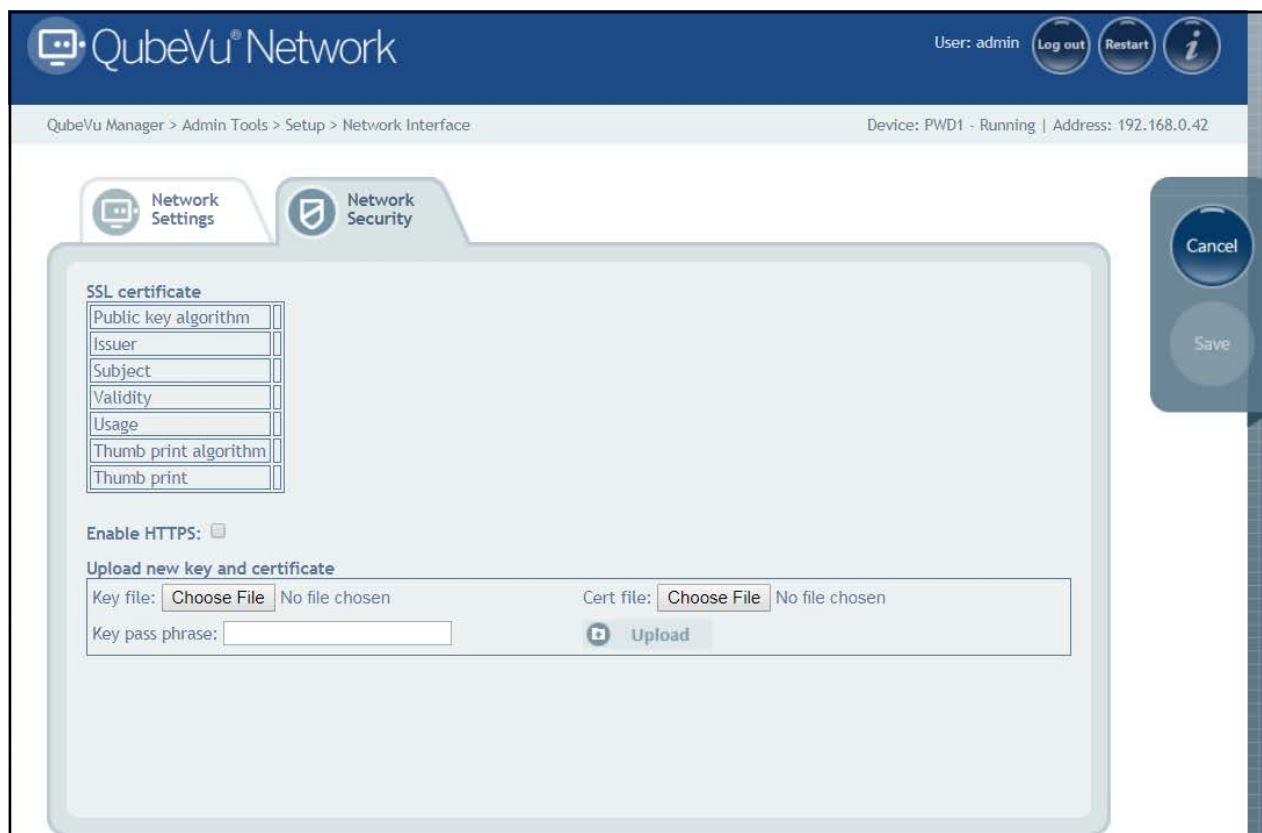 QubeVu® Network
User: admin
Log out
Restart
i
QubeVu Manager > Admin Tools > Setup > Network Interface
Device: PWD1 - Running | Address: 192.168.0.42
Network
Settings
Network
Security
Cancel
Save
SSL certificate
Public key algorithm
Issuer
Subject
Validity
Usage
Thumb print algorithm
Thumb print
Enable HTTPS:
Upload new key and certificate
Key file: Choose File No file chosen
Cert file: Choose File No file chosen
Key pass phrase:
Upload